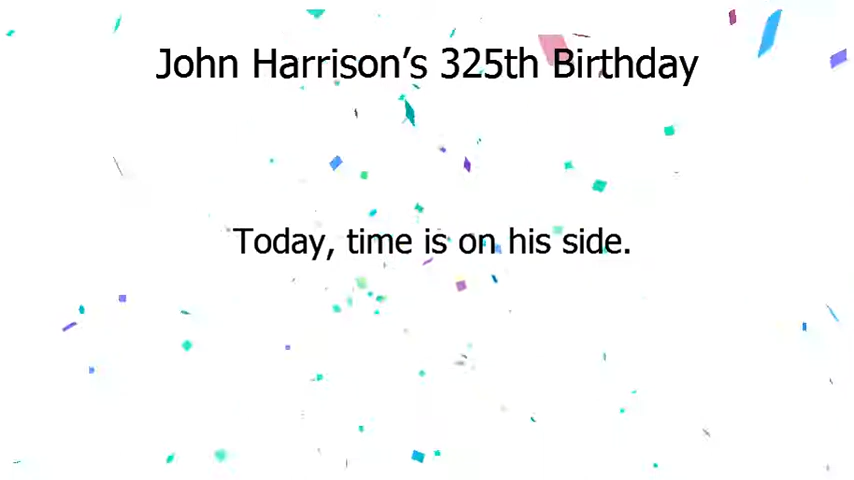 John Harrison’s 325th Birthday
Today, time is on his side.